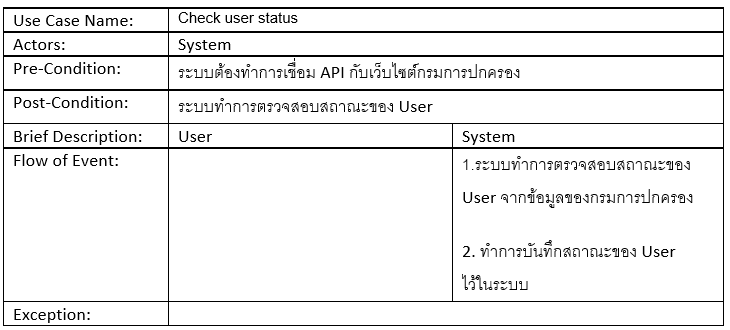 Use Case Name: Check user status
Actors: System
Pre-Condition: ระบบต้องทำการเชื่อม API กับเว็บไซต์กรมการปกครอง
Post-Condition: ระบบทำการตรวจสอบสถาณะของ User
Brief Description: User System
Flow of Event: 1.ระบบทำการตรวจสอบสถาณะของ
User จากข้อมูลของกรมการปกครอง
2. ทำการบันทึกสถาณะของ User
ไว้ในระบบ
Exception: